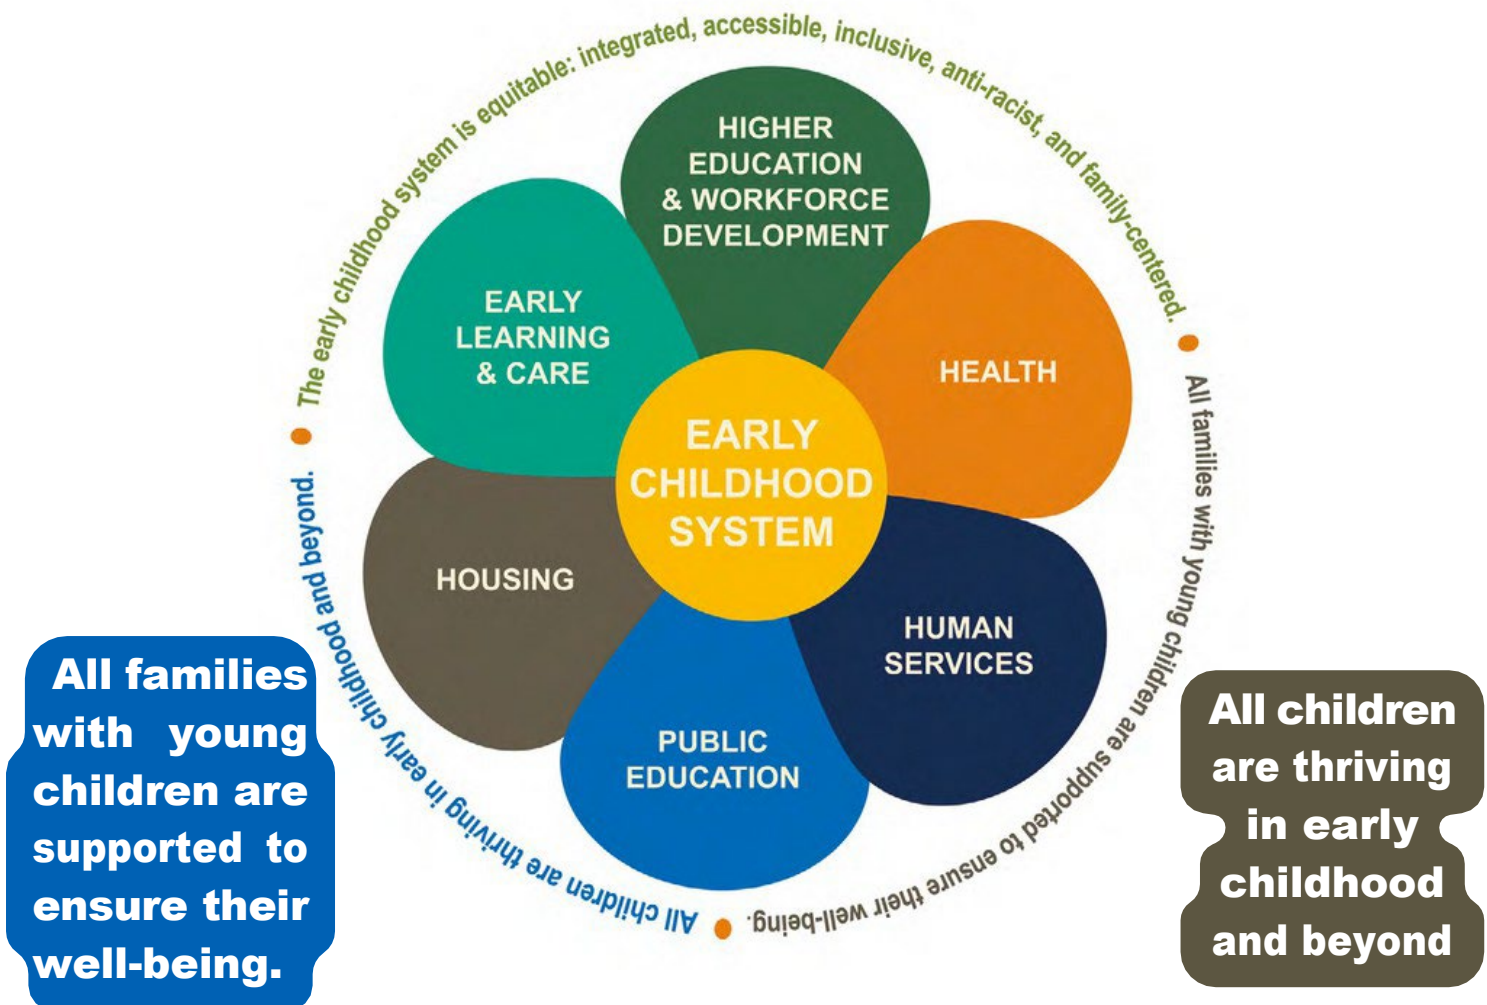 The early childhood system is equitable: integrated, accessible, inclusive, anti-racist, and family-centered.
All families with young children are supported to ensure their well-being.
All children are thriving in early childhood and beyond.
HIGHER
EDUCATION
& WORKFORCE
DEVELOPMENT
HEALTH
HUMAN
SERVICES
PUBLIC
EDUCATION
HOUSING
EARLY
LEARNING
& CARE
EARLY
CHILDHOOD
SYSTEM
All families
with young
children are
supported to
ensure their
well-being.
All children
are thriving
in early
childhood
and beyond